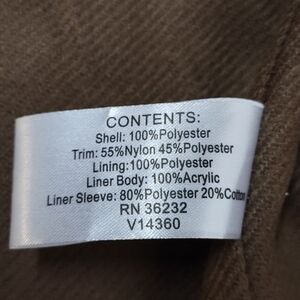 CONTENTS:
Shell: 100%Polyester
Trim: 55%Nylon 45%Polyester
Lining:100%Polyester
Liner Body: 100%Acrylic
Liner Sleeve: 80%Polyester 20%Cotton
RN 36232
V14360